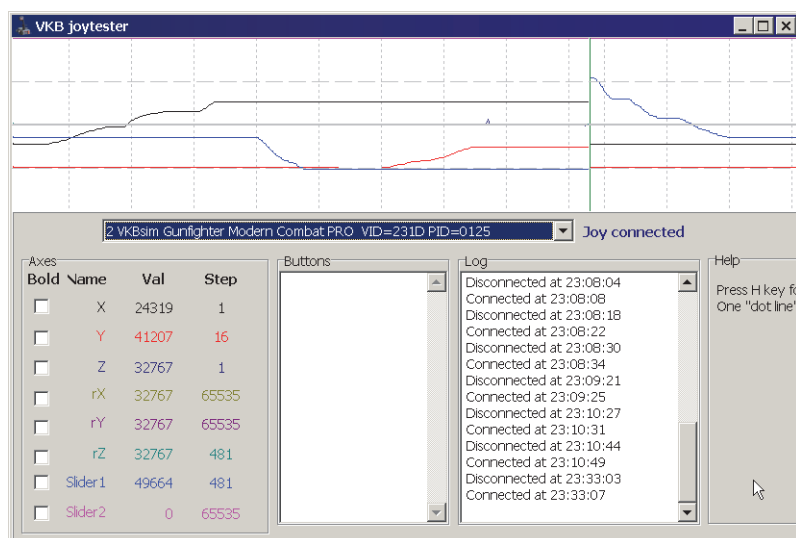 VKB joytester
2 VKBsim Gunfighter Modern Combat PRO VID=231D PID=0125
Joy connected
Axes
Bold Name Val Step
X 24319 1
Y 41207 16
Z 32767 1
rX 32767 65535
rY 32767 65535
rZ 32767 481
Slider1 49664 481
Slider2 0 65535
Buttons
Log
Disconnected at 23:08:04
Connected at 23:08:08
Disconnected at 23:08:18
Connected at 23:08:22
Disconnected at 23:08:30
Connected at 23:08:34
Disconnected at 23:09:21
Connected at 23:09:25
Disconnected at 23:10:27
Connected at 23:10:31
Disconnected at 23:10:44
Connected at 23:10:49
Disconnected at 23:33:03
Connected at 23:33:07
Help
Press H key fo
One "dot line"